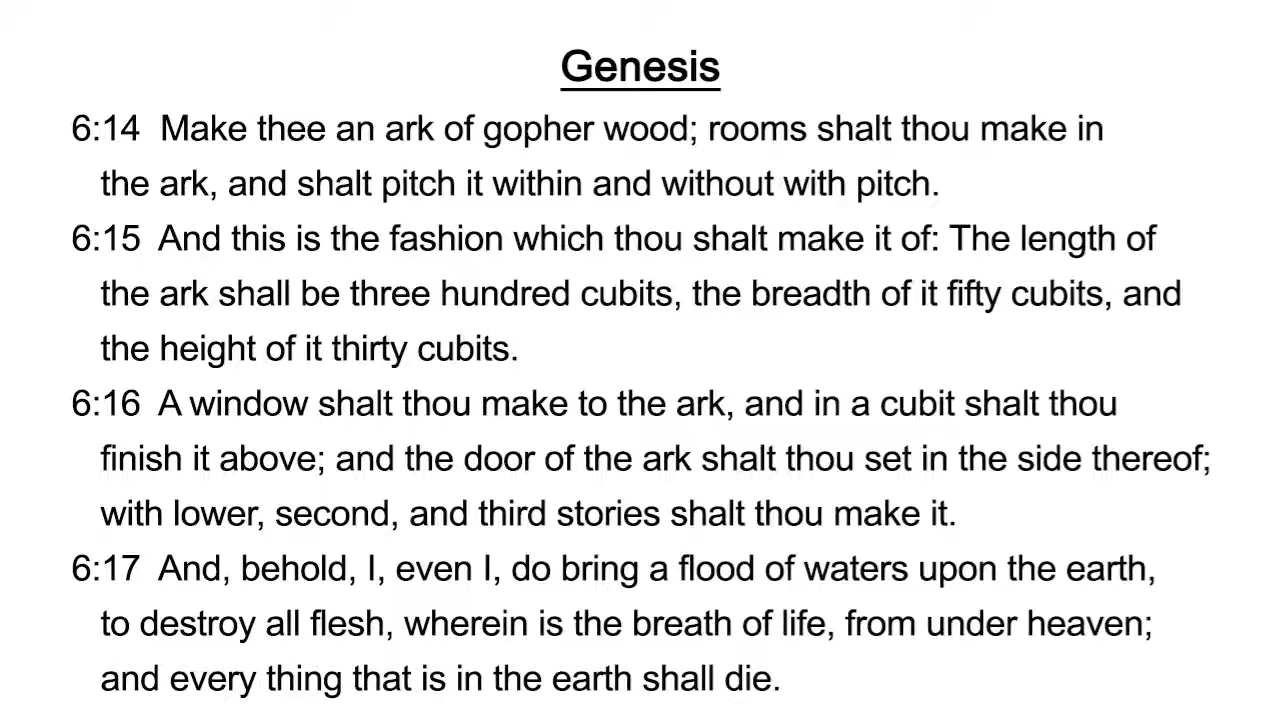 Genesis
6:14 Make thee an ark of gopher wood; rooms shalt thou make in
the ark, and shalt pitch it within and without with pitch.
6:15 And this is the fashion which thou shalt make it of: The length of
the ark shall be three hundred cubits, the breadth of it fifty cubits, and
the height of it thirty cubits.
6:16 A window shalt thou make to the ark, and in a cubit shalt thou
finish it above; and the door of the ark shalt thou set in the side thereof;
with lower, second, and third stories shalt thou make it.
6:17 And, behold, I, even I, do bring a flood of waters upon the earth,
to destroy all flesh, wherein is the breath of life, from under heaven;
and every thing that is in the earth shall die.